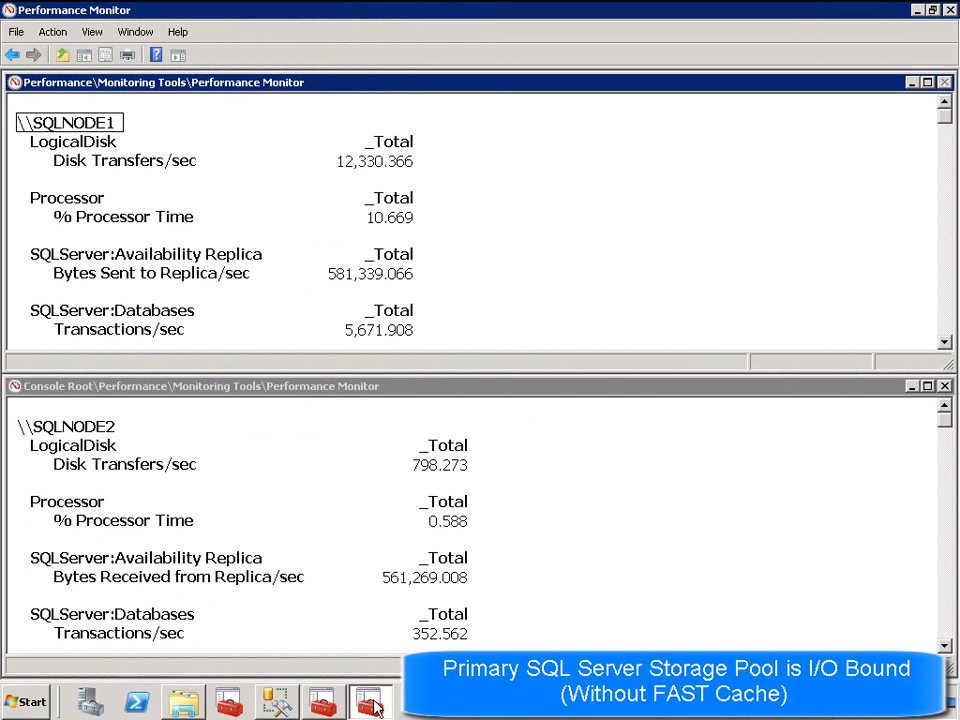 Performance Monitor
File Action View Window Help
Performance\Monitoring Tools\Performance Monitor
\\SQLNODE1
LogicalDisk _Total
Disk Transfers/sec 12,330.366
Processor _Total
% Processor Time 10.669
SQLServer:Availability Replica _Total
Bytes Sent to Replica/sec 581,339.066
SQLServer:Databases _Total
Transactions/sec 5,671.908
Console Root\Performance\Monitoring Tools\Performance Monitor
\\SQLNODE2
LogicalDisk _Total
Disk Transfers/sec 798.273
Processor _Total
% Processor Time 0.588
SQLServer:Availability Replica _Total
Bytes Received from Replica/sec 561,269.008
SQLServer:Databases _Total
Transactions/sec 352.562
Primary SQL Server Storage Pool is I/O Bound
(Without FAST Cache)
Start